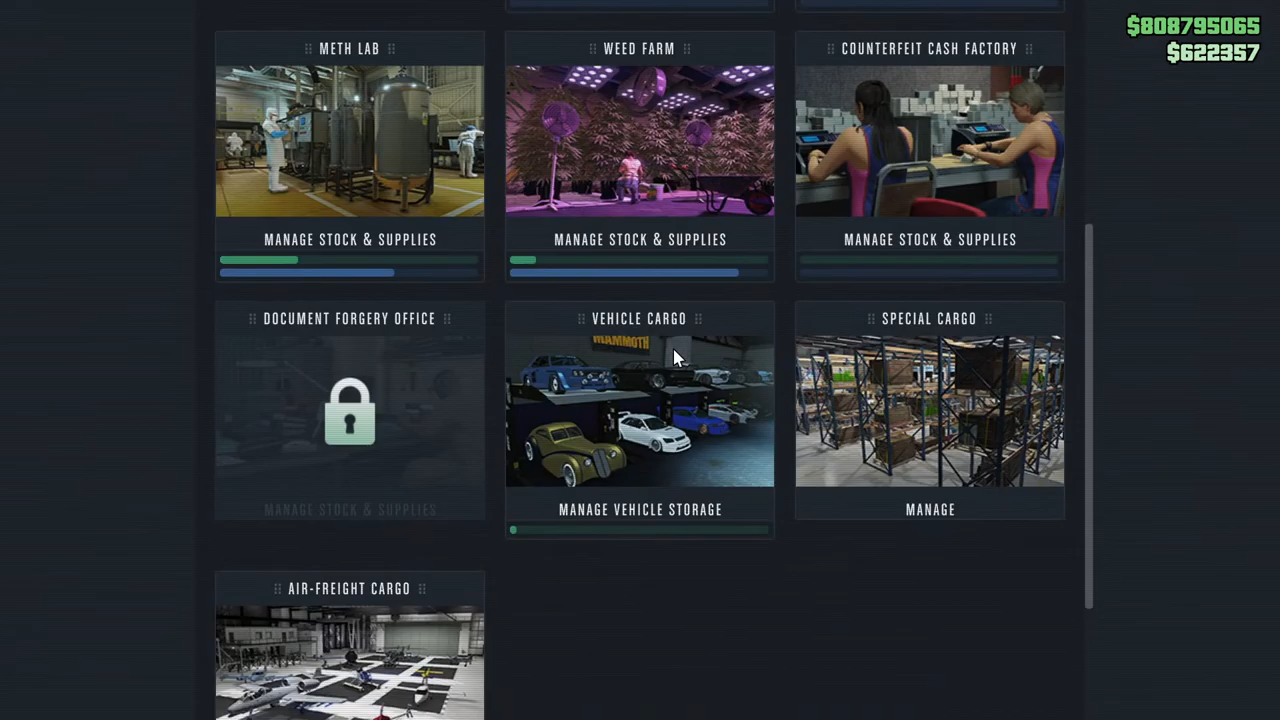 $808795065
$622357
METH LAB
WEED FARM
COUNTERFEIT CASH FACTORY
MANAGE STOCK & SUPPLIES
MANAGE STOCK & SUPPLIES
MANAGE STOCK & SUPPLIES
DOCUMENT FORGERY OFFICE
VEHICLE CARGO
SPECIAL CARGO
MAMMOTH
MANAGE STOCK & SUPPLIES
MANAGE VEHICLE STORAGE
MANAGE
AIR-FREIGHT CARGO